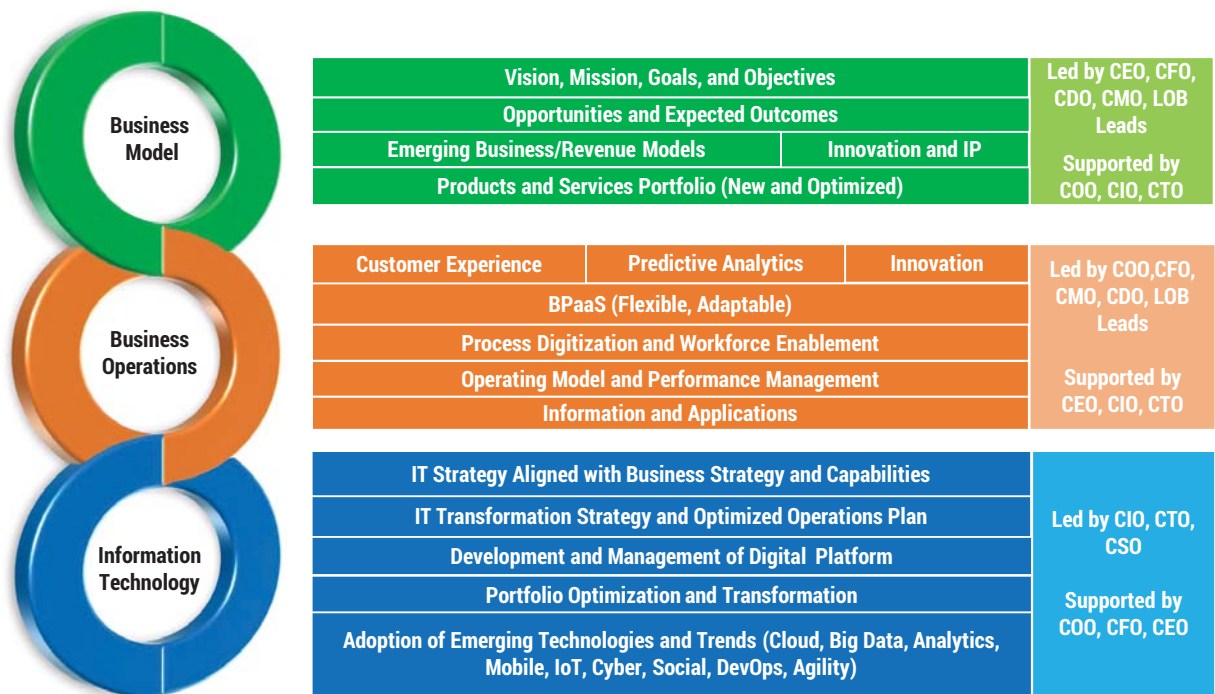 Business
Model
Vision, Mission, Goals, and Objectives
Opportunities and Expected Outcomes
Emerging Business/Revenue Models
Innovation and IP
Products and Services Portfolio (New and Optimized)
Led by CEO, CFO,
CDO, CMO, LOB
Leads
Supported by
COO, CIO, CTO
Business
Operations
Customer Experience
Predictive Analytics
Innovation
BPaaS (Flexible, Adaptable)
Process Digitization and Workforce Enablement
Operating Model and Performance Management
Information and Applications
Led by COO,CFO,
CMO, CDO, LOB
Leads
Supported by
CEO, CIO, CTO
Information
Technology
IT Strategy Aligned with Business Strategy and Capabilities
IT Transformation Strategy and Optimized Operations Plan
Development and Management of Digital Platform
Portfolio Optimization and Transformation
Adoption of Emerging Technologies and Trends (Cloud, Big Data, Analytics,
Mobile, IoT, Cyber, Social, DevOps, Agility)
Led by CIO, CTO,
CSO
Supported by
COO, CFO, CEO